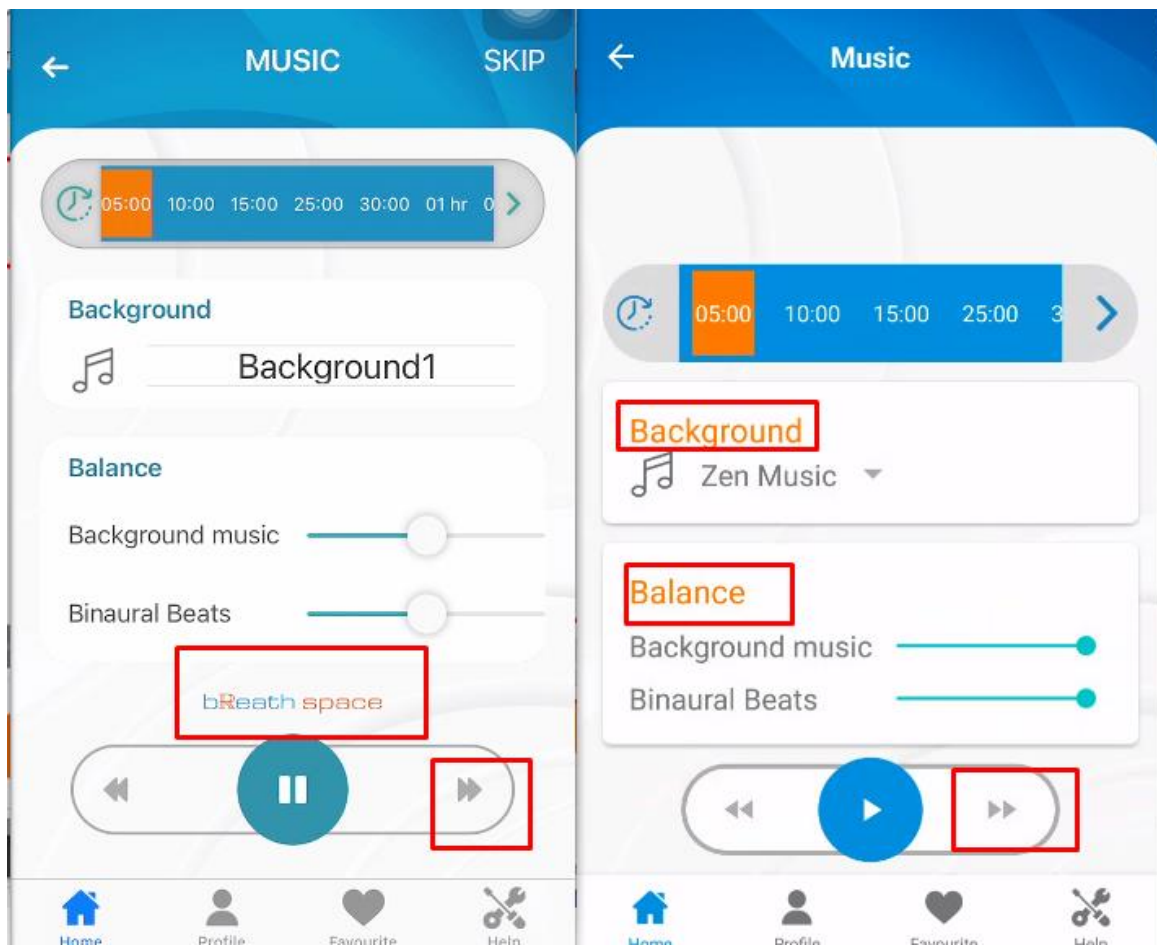 MUSIC
SKIP
05:00 10:00 15:00 25:00 30:00 01 hr 0
Background
Background1
Balance
Background music
Binaural Beats
bReath space
Home Profile Favourite Help
Music
05:00 10:00 15:00 25:00 3
Background
Zen Music
Balance
Background music
Binaural Beats
Home Profile Favourite Help